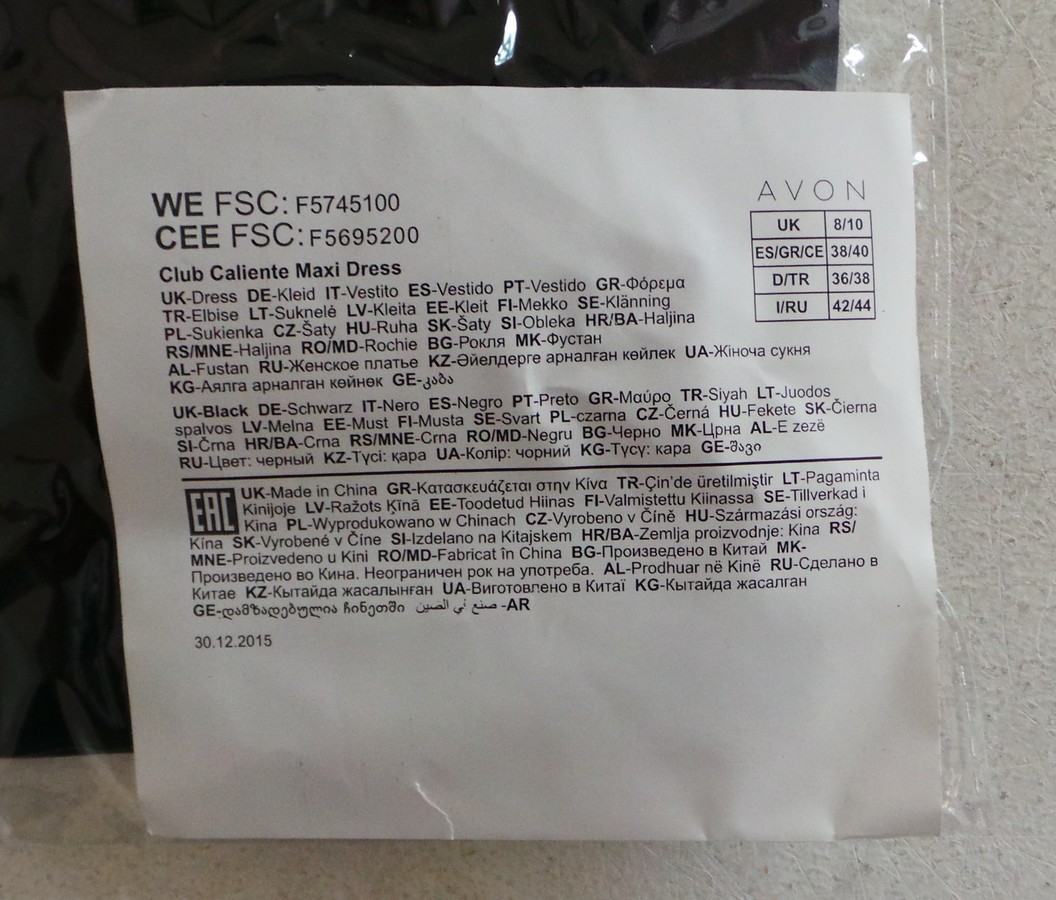 WE FSC: F5745100
CEE FSC: F5695200
AVON
UK 8/10
ES/GR/CE 38/40
D/TR 36/38
I/RU 42/44
Club Caliente Maxi Dress
UK-Dress DE-Kleid IT-Vestito ES-Vestido PT-Vestido GR-Φόρεμα
TR-Elbise LT-Suknelė LV-Kleita EE-Kleit FI-Mekko SE-Klänning
PL-Sukienka CZ-Šaty HU-Ruha SK-Šaty SI-Obleka HR/BA-Haljina
RS/MNE-Haljina RO/MD-Rochie BG-Рокля MK-Фустан
AL-Fustan RU-Женское платье KZ-Әйелдерге арналған көйлек UA-Жіноча сукня
KG-Аялга арналган көйнөк GE-კაბა
UK-Black DE-Schwarz IT-Nero ES-Negro PT-Preto GR-Μαύρο TR-Siyah LT-Juodos
spalvos LV-Melna EE-Must FI-Musta SE-Svart PL-czarna CZ-Černá HU-Fekete SK-Čierna
SI-Črna HR/BA-Crna RS/MNE-Crna RO/MD-Negru BG-Черно MK-Црна AL-E zezë
RU-Цвет: черный KZ-Түсі: қара UA-Колір: чорний KG-Түсү: кара GE-შავი
EAC UK-Made in China GR-Κατασκευάζεται στην Κίνα TR-Çin'de üretilmiştir LT-Pagaminta
Kinijoje LV-Ražots Ķīnā EE-Toodetud Hiinas FI-Valmistettu Kiinassa SE-Tillverkad i
Kina PL-Wyprodukowano w Chinach CZ-Vyrobeno v Číně HU-Származási ország:
Kína SK-Vyrobené v Číne SI-Izdelano na Kitajskem HR/BA-Zemlja proizvodnje: Kina RS/
MNE-Proizvedeno u Kini RO/MD-Fabricat în China BG-Произведено в Китай MK-
Произведено во Кина. Неограничен рок на употреба. AL-Prodhuar në Kinë RU-Сделано в
Китае KZ-Кытайда жасалынған UA-Виготовлено в Китаї KG-Кытайда жасалган
GE-დამზადებულია ჩინეთში صنع في الصين -AR
30.12.2015